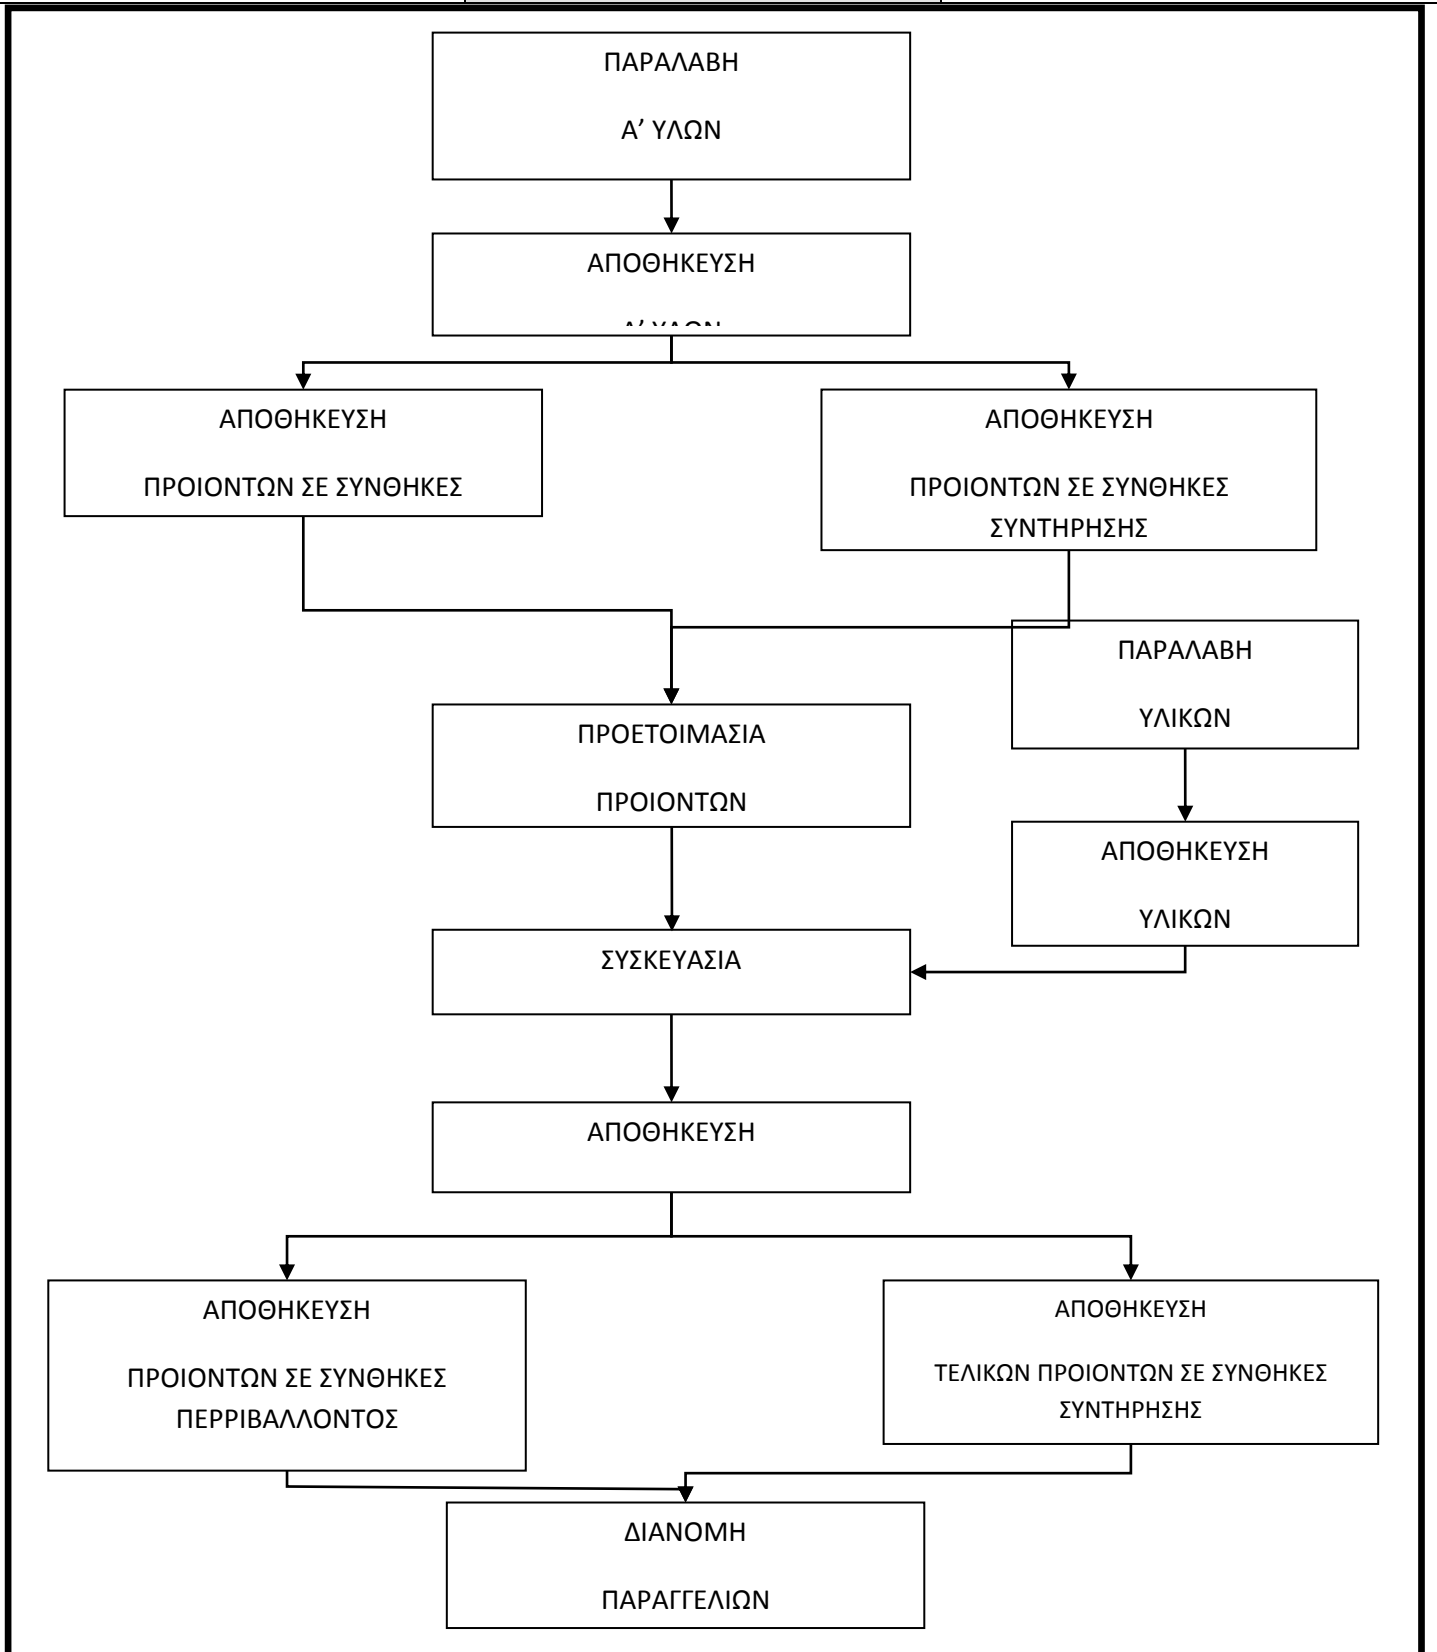 ΠΑΡΑΛΑΒΗ
Α’ ΥΛΩΝ
ΑΠΟΘΗΚΕΥΣΗ
Α’ ΥΛΩΝ
ΑΠΟΘΗΚΕΥΣΗ
ΠΡΟΙΟΝΤΩΝ ΣΕ ΣΥΝΘΗΚΕΣ
ΑΠΟΘΗΚΕΥΣΗ
ΠΡΟΙΟΝΤΩΝ ΣΕ ΣΥΝΘΗΚΕΣ
ΣΥΝΤΗΡΗΣΗΣ
ΠΑΡΑΛΑΒΗ
ΥΛΙΚΩΝ
ΠΡΟΕΤΟΙΜΑΣΙΑ
ΠΡΟΙΟΝΤΩΝ
ΑΠΟΘΗΚΕΥΣΗ
ΥΛΙΚΩΝ
ΣΥΣΚΕΥΑΣΙΑ
ΑΠΟΘΗΚΕΥΣΗ
ΑΠΟΘΗΚΕΥΣΗ
ΠΡΟΙΟΝΤΩΝ ΣΕ ΣΥΝΘΗΚΕΣ
ΠΕΡΡΙΒΑΛΛΟΝΤΟΣ
ΑΠΟΘΗΚΕΥΣΗ
ΤΕΛΙΚΩΝ ΠΡΟΙΟΝΤΩΝ ΣΕ ΣΥΝΘΗΚΕΣ
ΣΥΝΤΗΡΗΣΗΣ
ΔΙΑΝΟΜΗ
ΠΑΡΑΓΓΕΛΙΩΝ